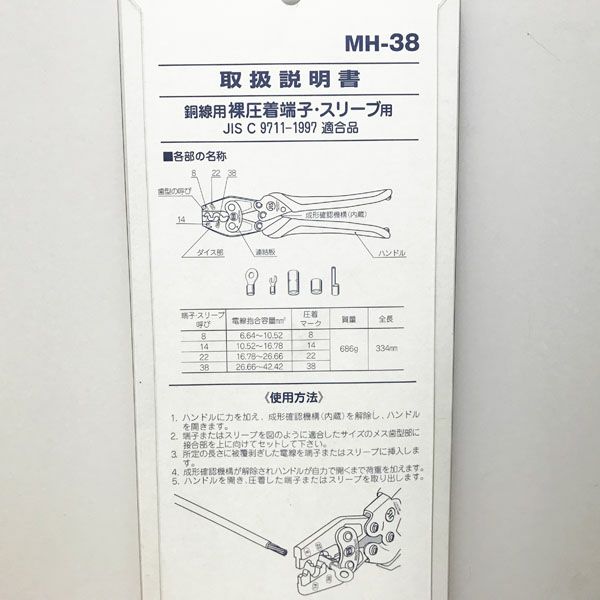 MH-38
取扱説明書
銅線用裸圧着端子・スリーブ用
JIS C 9711-1997 適合品
■各部の名称
8 22 38
歯型の呼び
14
成形確認機構(内蔵)
ダイス部 連結板 ハンドル
端子・スリーブ呼び 電線抱合容量mm² 圧着マーク 質量 全長
8 6.64〜10.52 8
14 10.52〜16.78 14
22 16.78〜26.66 22
38 26.66〜42.42 38
686g 334mm
〈使用方法〉
1. ハンドルに力を加え、成形確認機構(内蔵)を解除し、ハンドル
を開きます。
2. 端子またはスリーブを図のように適合したサイズのメス歯型部に
接合部を上に向けてセットして下さい。
3. 所定の長さに被覆剥ぎした電線を端子またはスリーブに挿入しま
す。
4. 成形確認機構が解除されハンドルが自力で開くまで荷重を加えます。
5. ハンドルを開き、圧着した端子またはスリーブを取り出します。